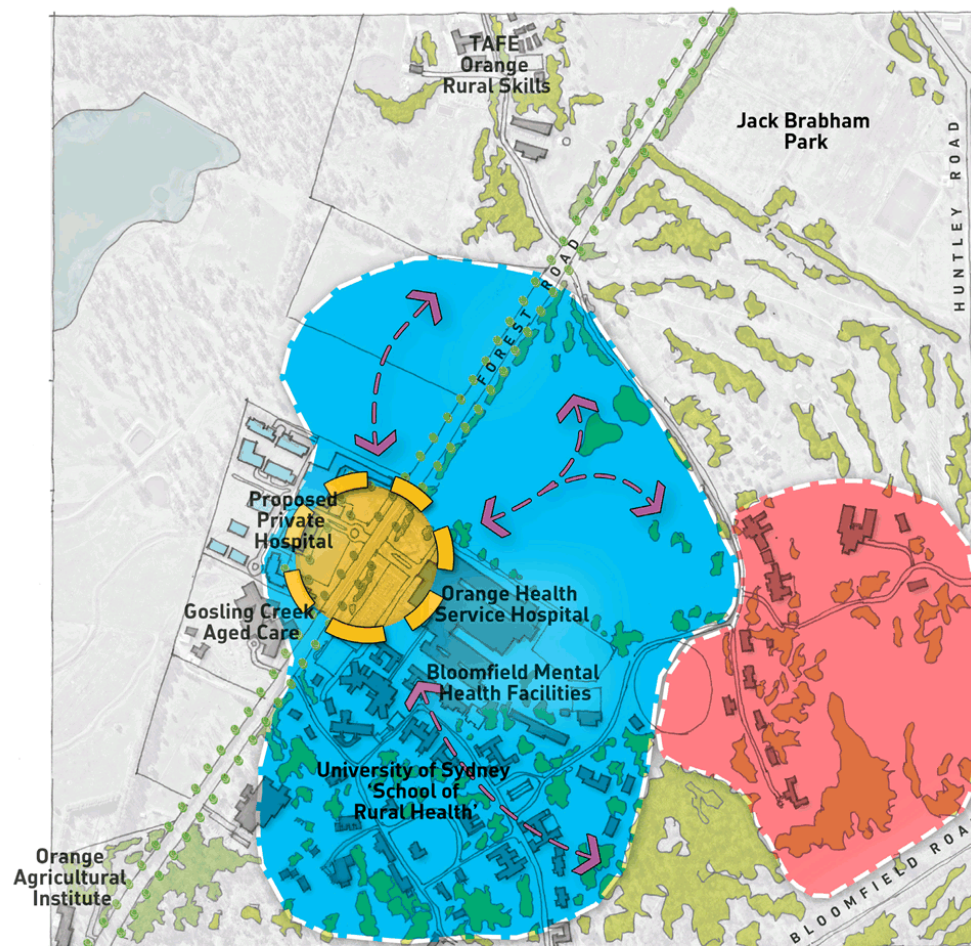 TAFE
Orange
Rural Skills
Jack Brabham
Park
HUNTLEY ROAD
FOREST ROAD
Proposed
Private
Hospital
Gosling Creek
Aged Care
Orange Health
Service Hospital
Bloomfield Mental
Health Facilities
University of Sydney
'School of
Rural Health'
Orange
Agricultural
Institute
BLOOMFIELD ROA